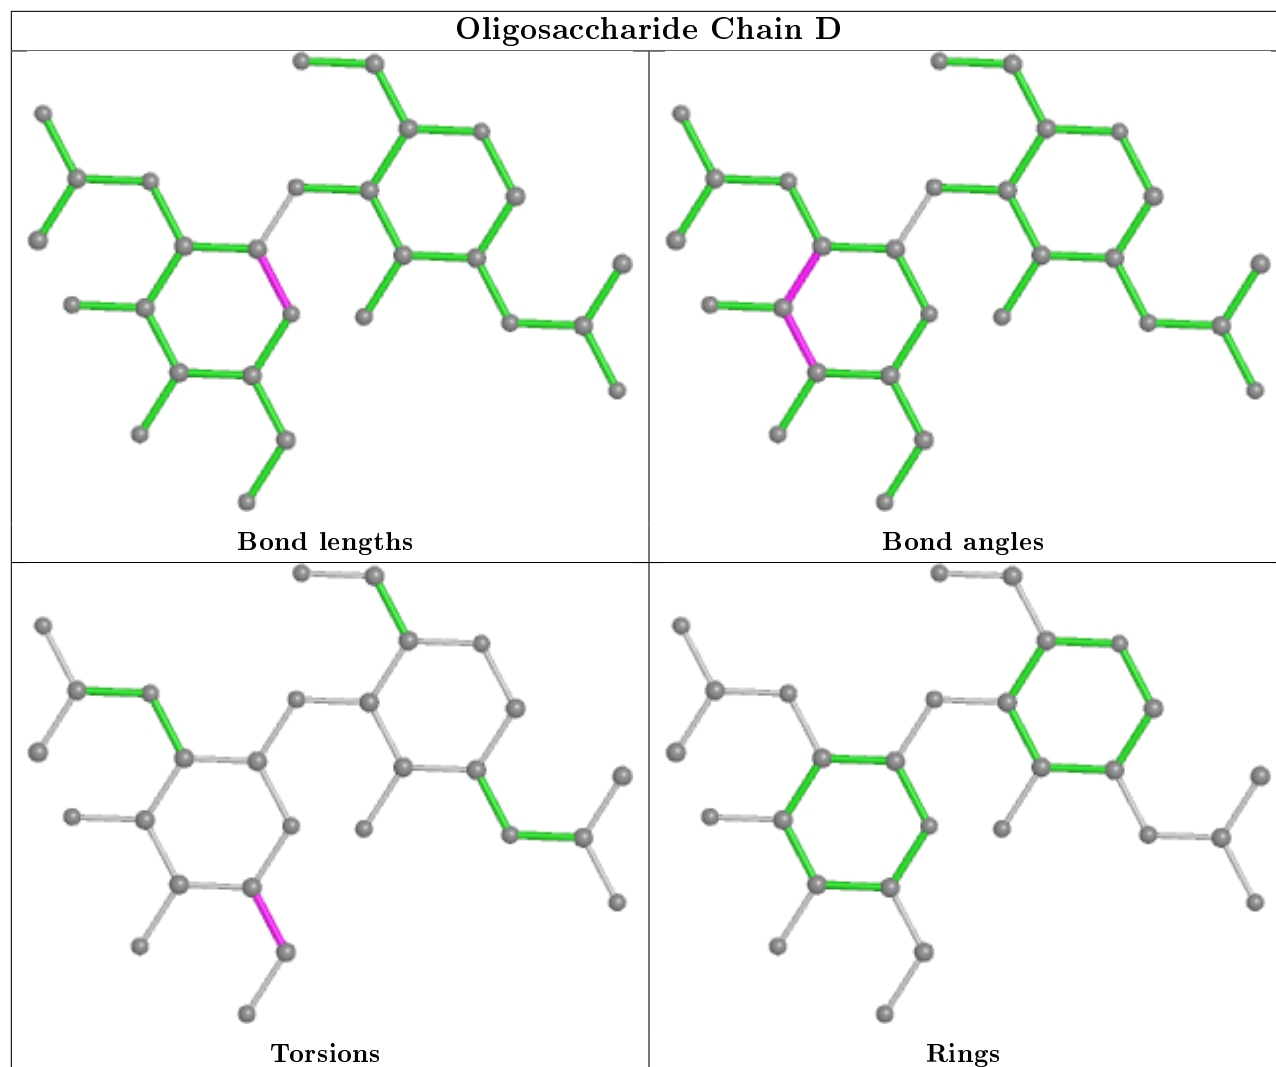 Oligosaccharide Chain D
Bond lengths
Bond angles
Torsions
Rings